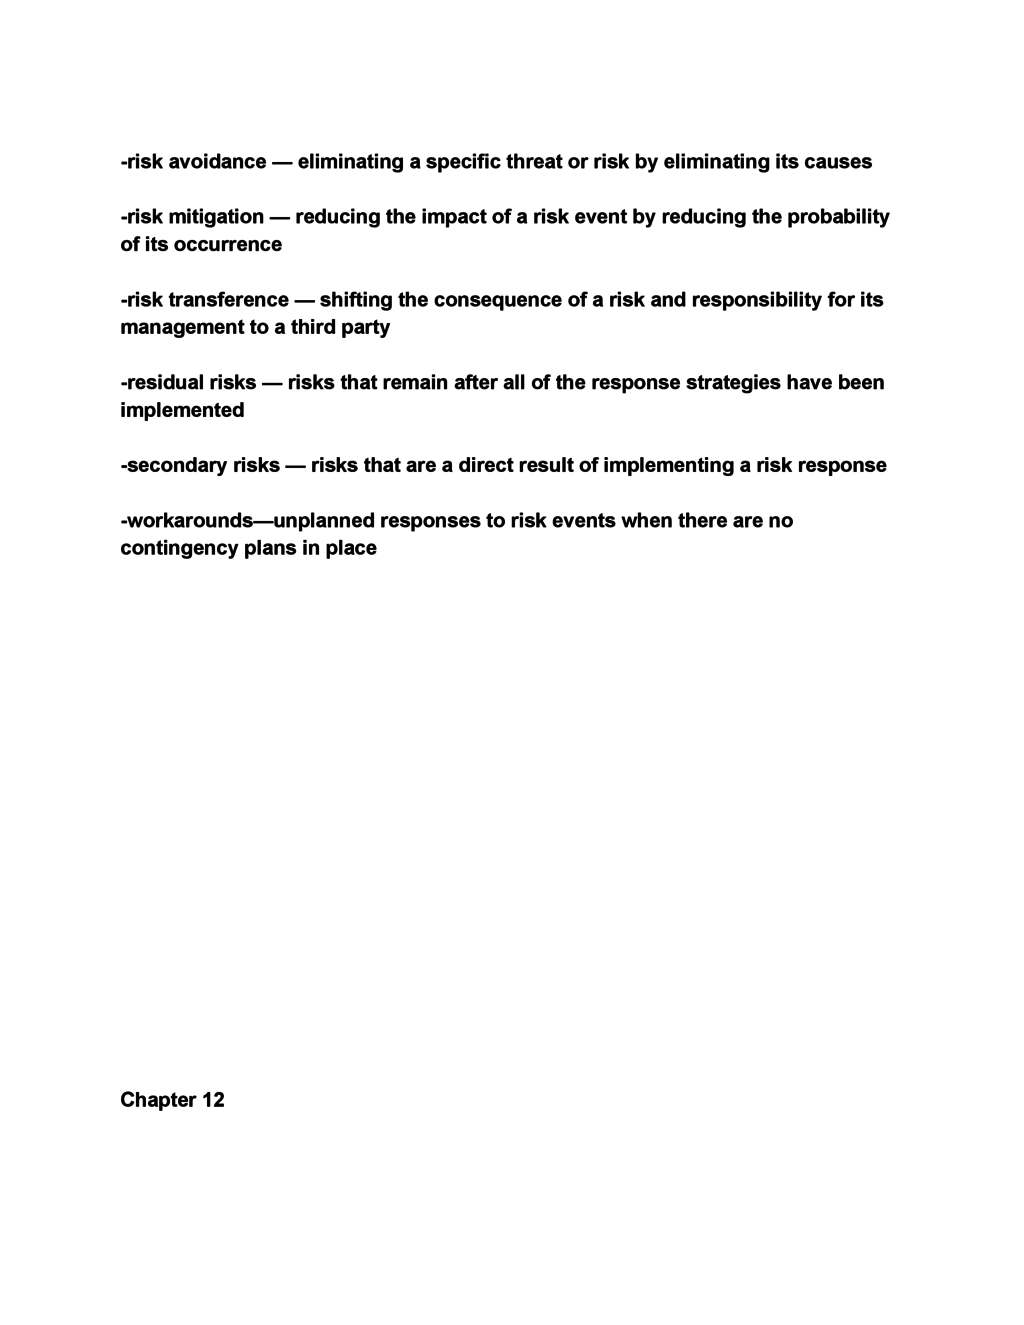 -risk avoidance — eliminating a specific threat or risk by eliminating its causes
-risk mitigation — reducing the impact of a risk event by reducing the probability
of its occurrence
-risk transference — shifting the consequence of a risk and responsibility for its
management to a third party
-residual risks — risks that remain after all of the response strategies have been
implemented
-secondary risks — risks that are a direct result of implementing a risk response
-workarounds—unplanned responses to risk events when there are no
contingency plans in place
Chapter 12